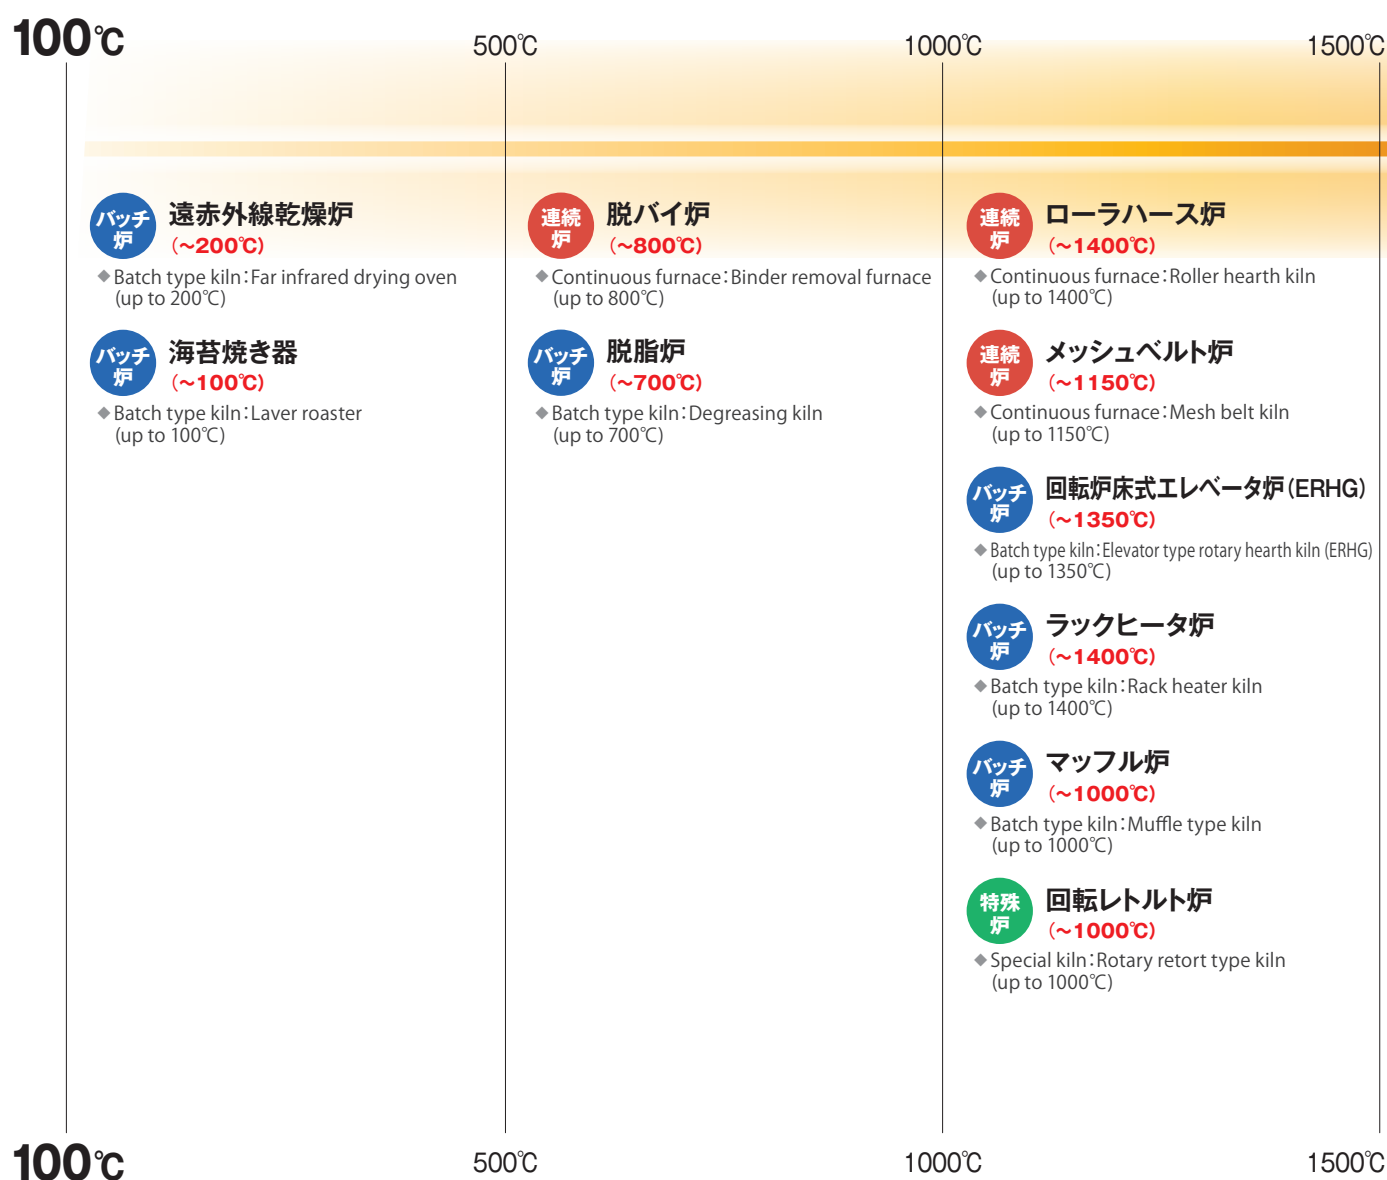 100℃
500℃
1000℃
1500℃
バッチ
炉
遠赤外線乾燥炉
（～200℃）
◆Batch type kiln：Far infrared drying oven
(up to 200℃)
バッチ
炉
海苔焼き器
（～100℃）
◆Batch type kiln：Laver roaster
(up to 100℃)
連続
炉
脱バイ炉
（～800℃）
◆Continuous furnace：Binder removal furnace
(up to 800℃)
バッチ
炉
脱脂炉
（～700℃）
◆Batch type kiln：Degreasing kiln
(up to 700℃)
連続
炉
ローラハース炉
（～1400℃）
◆Continuous furnace：Roller hearth kiln
(up to 1400℃)
連続
炉
メッシュベルト炉
（～1150℃）
◆Continuous furnace：Mesh belt kiln
(up to 1150℃)
バッチ
炉
回転炉床式エレベータ炉（ERHG）
（～1350℃）
◆Batch type kiln：Elevator type rotary hearth kiln (ERHG)
(up to 1350℃)
バッチ
炉
ラックヒータ炉
（～1400℃）
◆Batch type kiln：Rack heater kiln
(up to 1400℃)
バッチ
炉
マッフル炉
（～1000℃）
◆Batch type kiln：Muffle type kiln
(up to 1000℃)
特殊
炉
回転レトルト炉
（～1000℃）
◆Special kiln：Rotary retort type kiln
(up to 1000℃)
100℃
500℃
1000℃
1500℃